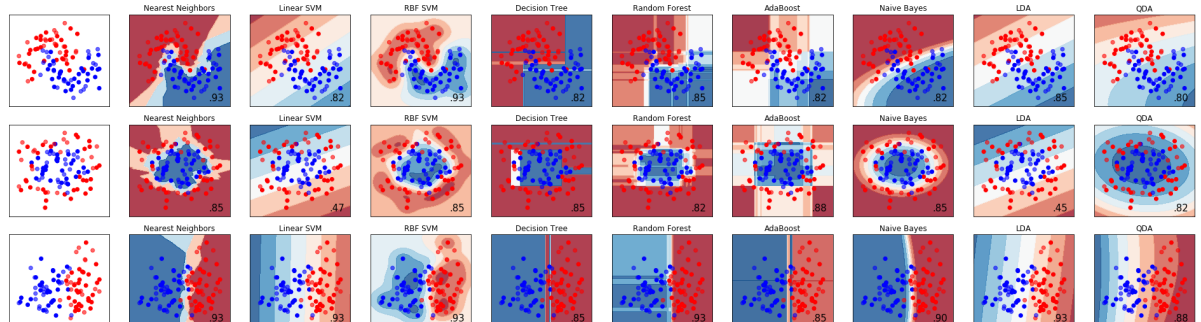 Nearest Neighbors Linear SVM RBF SVM Decision Tree Random Forest AdaBoost Naive Bayes LDA QDA
.93 .82 .93 .82 .85 .82 .82 .85 .80
Nearest Neighbors Linear SVM RBF SVM Decision Tree Random Forest AdaBoost Naive Bayes LDA QDA
.85 .47 .85 .85 .82 .88 .85 .45 .82
Nearest Neighbors Linear SVM RBF SVM Decision Tree Random Forest AdaBoost Naive Bayes LDA QDA
.93 .93 .93 .85 .93 .85 .90 .93 .88